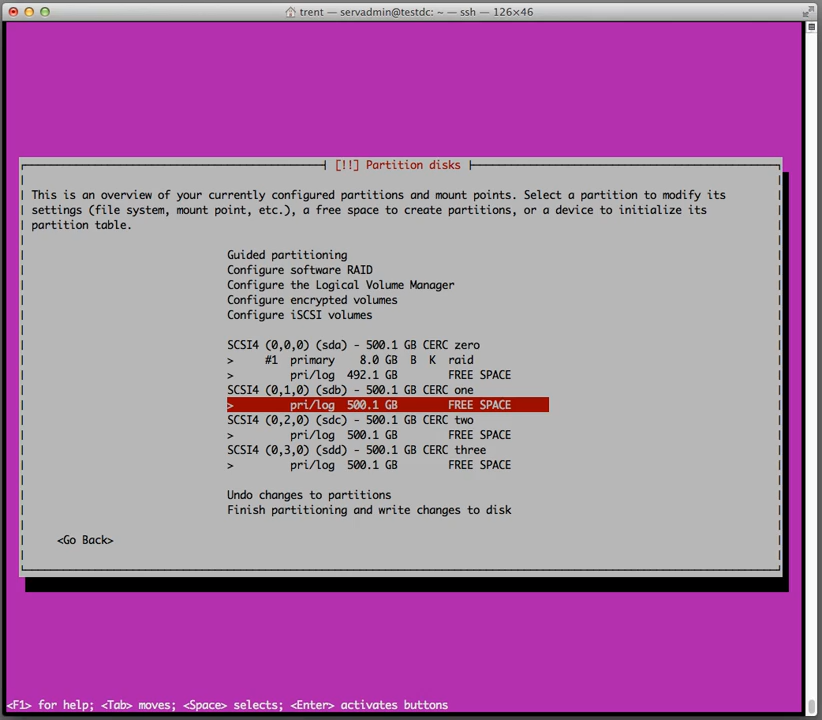 trent — servadmin@testdc: ~ — ssh — 126×46
[!!] Partition disks
This is an overview of your currently configured partitions and mount points. Select a partition to modify its
settings (file system, mount point, etc.), a free space to create partitions, or a device to initialize its
partition table.
Guided partitioning
Configure software RAID
Configure the Logical Volume Manager
Configure encrypted volumes
Configure iSCSI volumes
SCSI4 (0,0,0) (sda) - 500.1 GB CERC zero
> #1 primary 8.0 GB B K raid
> pri/log 492.1 GB FREE SPACE
SCSI4 (0,1,0) (sdb) - 500.1 GB CERC one
> pri/log 500.1 GB FREE SPACE
SCSI4 (0,2,0) (sdc) - 500.1 GB CERC two
> pri/log 500.1 GB FREE SPACE
SCSI4 (0,3,0) (sdd) - 500.1 GB CERC three
> pri/log 500.1 GB FREE SPACE
Undo changes to partitions
Finish partitioning and write changes to disk
<Go Back>
<F1> for help; <Tab> moves; <Space> selects; <Enter> activates buttons